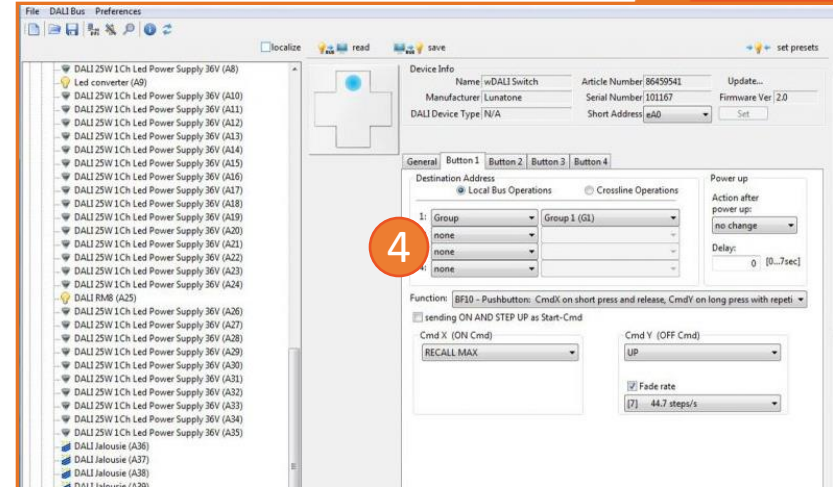 File DALI Bus Preferences
localize read save set presets
DALI 25W 1Ch Led Power Supply 36V (A8)
Led converter (A9)
DALI 25W 1Ch Led Power Supply 36V (A10)
DALI 25W 1Ch Led Power Supply 36V (A11)
DALI 25W 1Ch Led Power Supply 36V (A12)
DALI 25W 1Ch Led Power Supply 36V (A13)
DALI 25W 1Ch Led Power Supply 36V (A14)
DALI 25W 1Ch Led Power Supply 36V (A15)
DALI 25W 1Ch Led Power Supply 36V (A16)
DALI 25W 1Ch Led Power Supply 36V (A17)
DALI 25W 1Ch Led Power Supply 36V (A18)
DALI 25W 1Ch Led Power Supply 36V (A19)
DALI 25W 1Ch Led Power Supply 36V (A20)
DALI 25W 1Ch Led Power Supply 36V (A21)
DALI 25W 1Ch Led Power Supply 36V (A22)
DALI 25W 1Ch Led Power Supply 36V (A23)
DALI 25W 1Ch Led Power Supply 36V (A24)
DALI RM8 (A25)
DALI 25W 1Ch Led Power Supply 36V (A26)
DALI 25W 1Ch Led Power Supply 36V (A27)
DALI 25W 1Ch Led Power Supply 36V (A28)
DALI 25W 1Ch Led Power Supply 36V (A29)
DALI 25W 1Ch Led Power Supply 36V (A30)
DALI 25W 1Ch Led Power Supply 36V (A31)
DALI 25W 1Ch Led Power Supply 36V (A32)
DALI 25W 1Ch Led Power Supply 36V (A33)
DALI 25W 1Ch Led Power Supply 36V (A34)
DALI 25W 1Ch Led Power Supply 36V (A35)
DALI Jalousie (A36)
DALI Jalousie (A37)
DALI Jalousie (A38)
DALI Jalousie (A39)
Device Info
Name wDALI Switch Article Number 86459541 Update...
Manufacturer Lunatone Serial Number 101167 Firmware Ver 2.0
DALI Device Type N/A Short Address eA0 Set
General Button 1 Button 2 Button 3 Button 4
Destination Address
Local Bus Operations Crossline Operations
1: Group Group 1 (G1)
none
none
4: none
4
Power up
Action after
power up:
no change
Delay:
0 [0...7sec]
Function: BF10 - Pushbutton: CmdX on short press and release, CmdY on long press with repeti
sending ON AND STEP UP as Start-Cmd
Cmd X (ON Cmd)
RECALL MAX
Cmd Y (OFF Cmd)
UP
Fade rate
[7] 44.7 steps/s